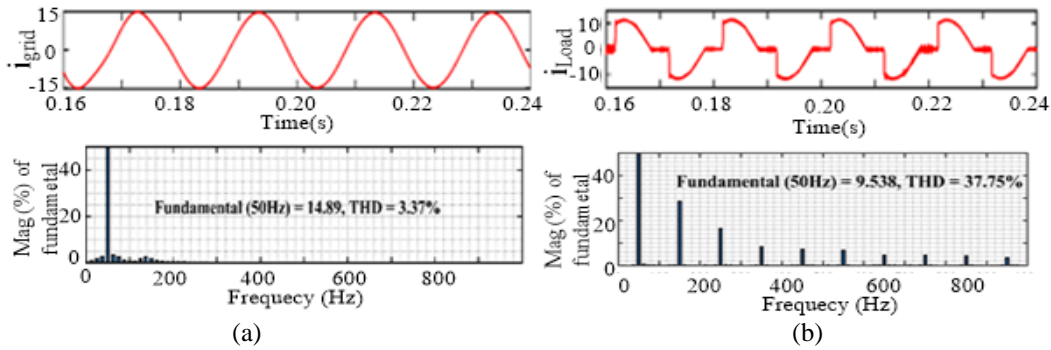 15
0
-15
i_grid
0.16 0.18 0.20 0.22 0.24
Time(s)
40
20
0
Mag (%) of
fundametal
Fundamental (50Hz) = 14.89, THD = 3.37%
0 200 400 600 800
Frequecy (Hz)
(a)
10
0
-10
i_Load
0.16 0.18 0.20 0.22 0.24
Time(s)
40
20
0
Mag (%) of
fundametal
Fundamental (50Hz) = 9.538, THD = 37.75%
0 200 400 600 800
Frequecy (Hz)
(b)